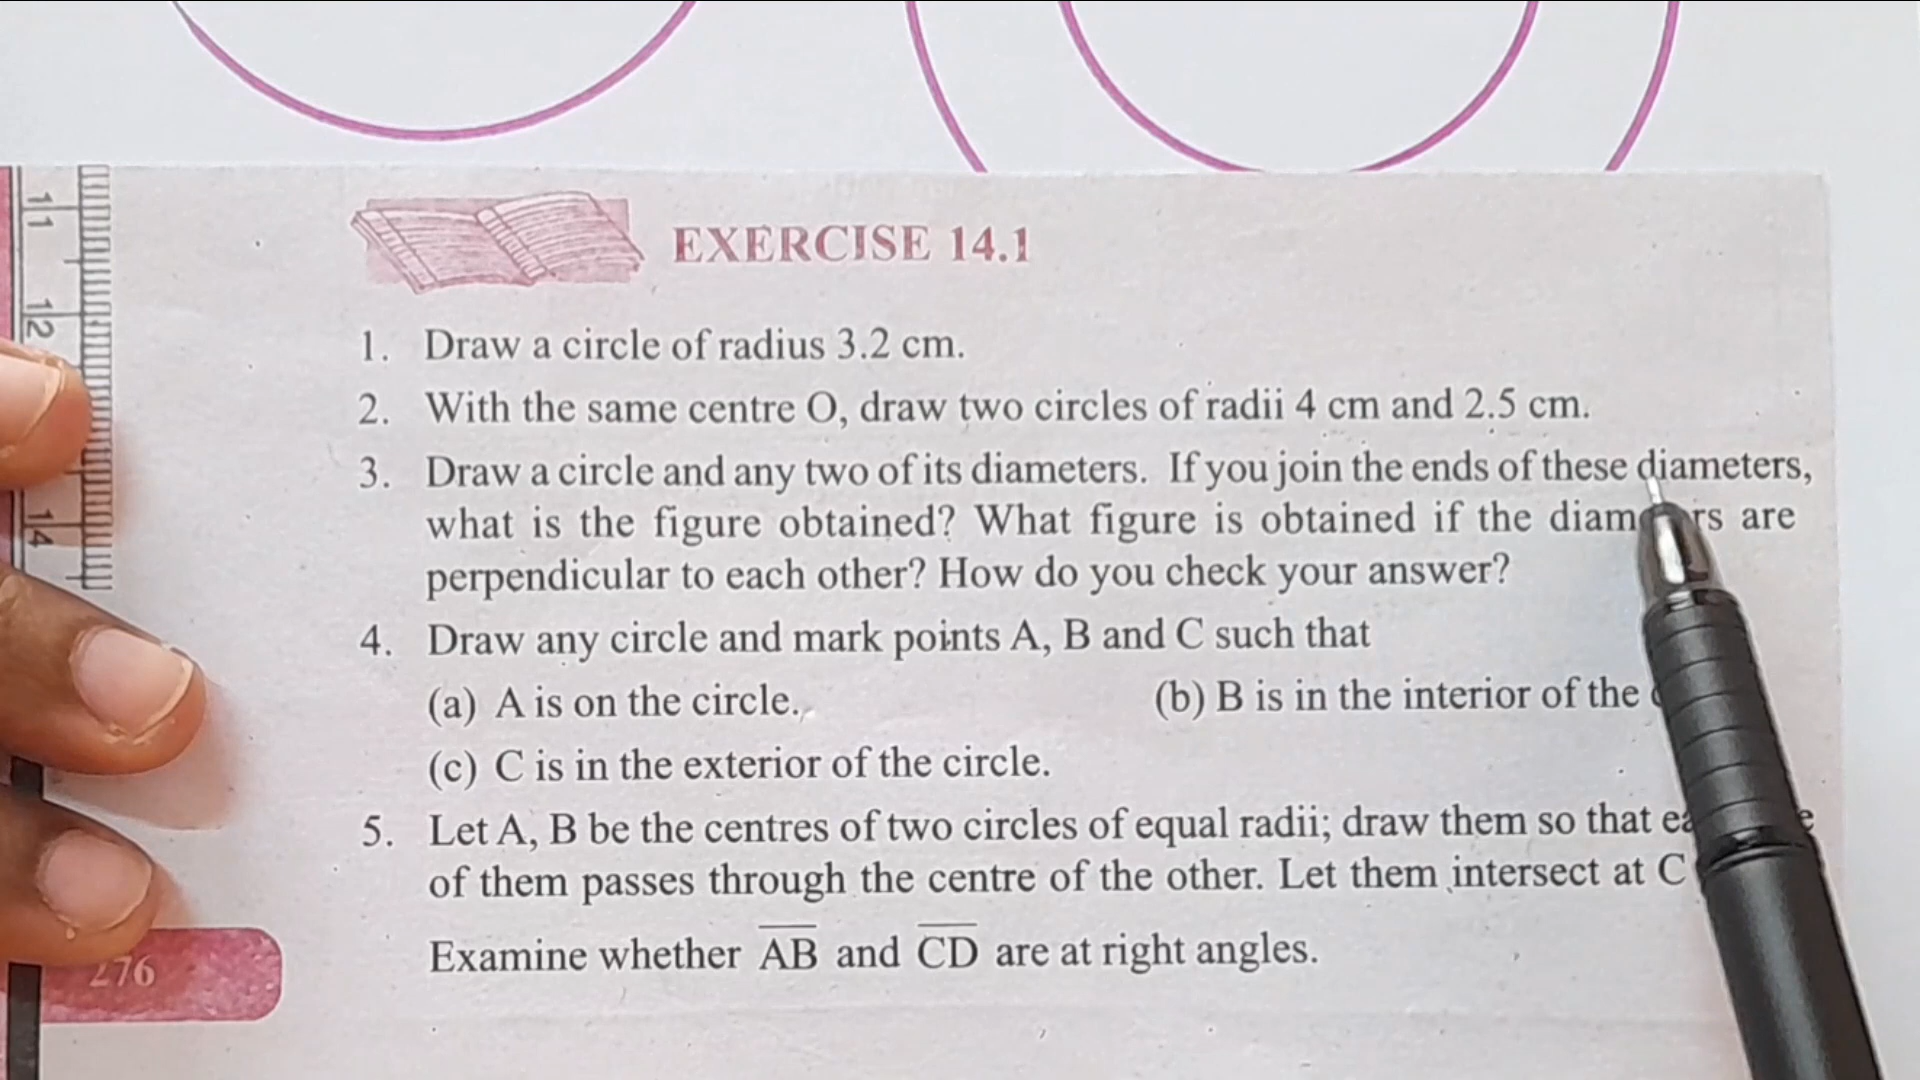 11
12
14
EXERCISE 14.1
1. Draw a circle of radius 3.2 cm.
2. With the same centre O, draw two circles of radii 4 cm and 2.5 cm.
3. Draw a circle and any two of its diameters. If you join the ends of these diameters,
what is the figure obtained? What figure is obtained if the are
perpendicular to each other? How do you check your answer?
4. Draw any circle and mark points A, B and C such that
(a) A is on the circle. (b) B is in the interior of the
(c) C is in the exterior of the circle.
5. Let A, B be the centres of two circles of equal radii; draw them so that
of them passes through the centre of the other. Let them intersect at C
Examine whether AB and CD are at right angles.
276